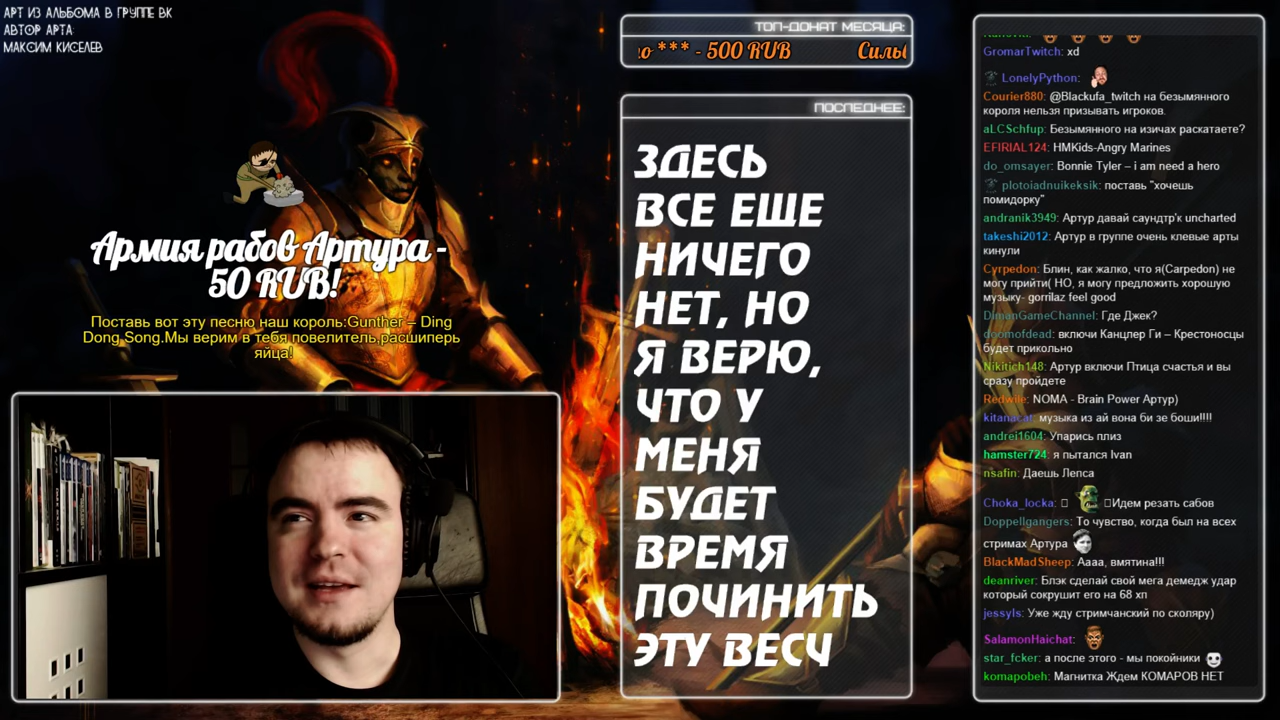 АРТ ИЗ АЛЬБОМА В ГРУППЕ ВК
АВТОР АРТА:
МАКСИМ КИСЕЛЕВ
Армия рабов Артура -
50 RUB!
Поставь вот эту песню наш король:Gunther – Ding
Dong Song.Мы верим в тебя повелитель,расширерь
яйца!
ТОП-ДОНАТ МЕСЯЦА:
*** - 500 RUB
ПОСЛЕДНЕЕ:
ЗДЕСЬ
ВСЕ ЕЩЕ
НИЧЕГО
НЕТ, НО
Я ВЕРЮ,
ЧТО У
МЕНЯ
БУДЕТ
ВРЕМЯ
ПОЧИНИТЬ
ЭТУ ВЕСЧ
GromarTwitch: xd
LonelyPython:
Courier880: @Blackufa_twitch на безымянного
короля нельзя призывать игроков.
aLCSchfup: Безымянного на изичах раскатаете?
EFIRIAL124: HMKids-Angry Marines
do_omsayer: Bonnie Tyler – i am need a hero
plotoiadnuikeksik: поставь "хочешь
помидорку"
andranik3949: Артур давай саундтр'к uncharted
takeshi2012: Артур в группе очень клевые арты
кинули
Cyrpedon: Блин, как жалко, что я(Carpedon) не
могу прийти( НО, я могу предложить хорошую
музыку- gorrilaz feel good
DimanGameChannel: Где Джек?
doomofdead: включи Канцлер Ги – Крестоносцы
будет прикольно
Nikitich148: Артур включи Птица счастья и вы
сразу пройдете
Redwile: NOMA - Brain Power Артур)
kitanacat: музыка из ай вона би зе боши!!!!
andrei1604: Упарись плиз
hamster724: я пытался Ivan
nsafin: Даешь Лепса
Choka_locka: Идем резать сабов
Doppellgangers: То чувство, когда был на всех
стримах Артура
BlackMadSheep: Аааа, вмятина!!!
deanriver: Блэк сделай свой мега демедж удар
который сокрушит его на 68 хп
jessyls: Уже жду стримчанский по сколяру)
SalamonHaichat:
star_fcker: а после этого - мы покойники
komapobeh: Магнитка Ждем КОМАРОВ НЕТ